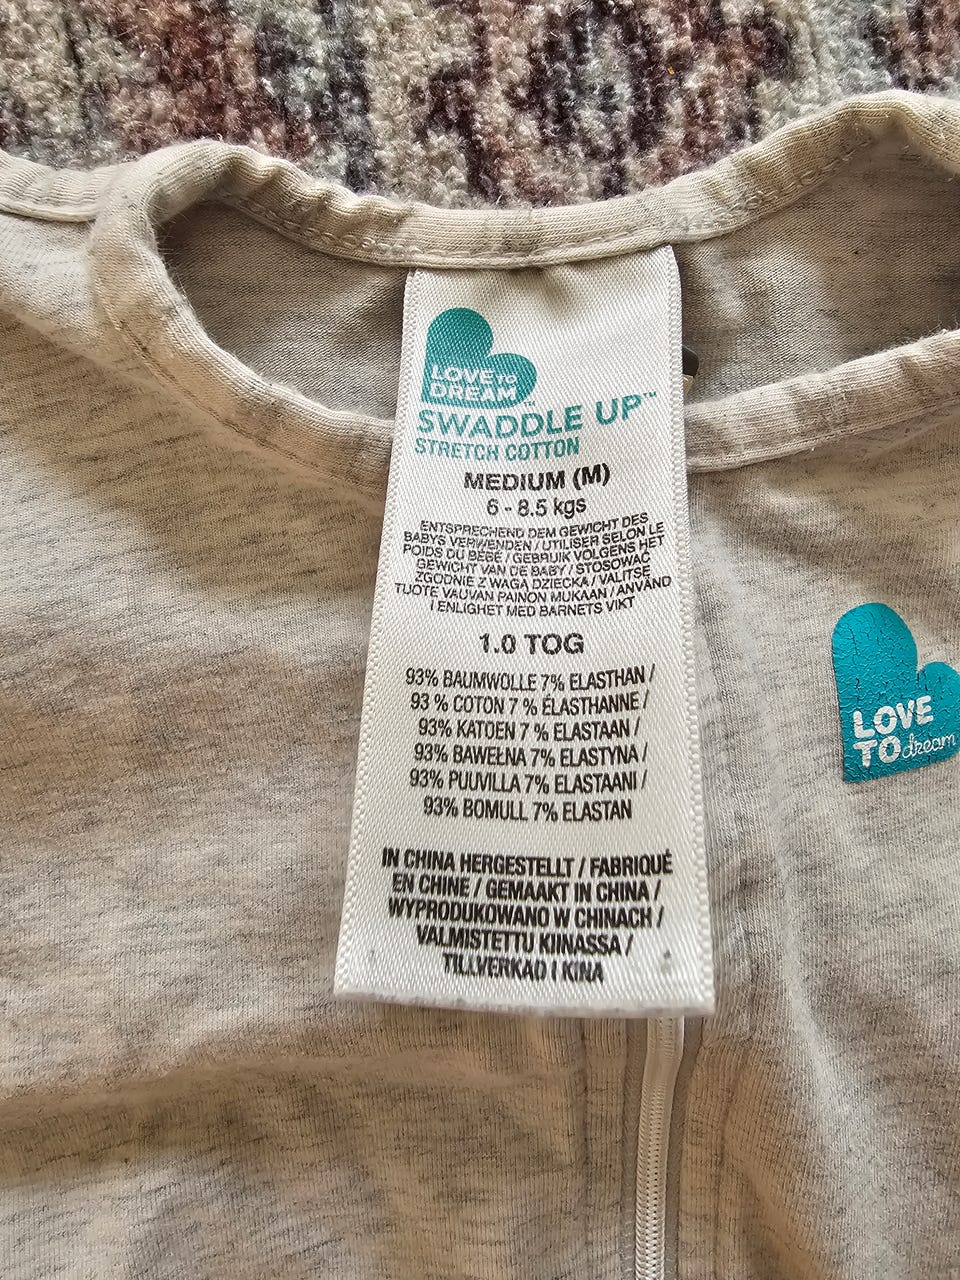 LOVE TO
DREAM
SWADDLE UP™
STRETCH COTTON
MEDIUM (M)
6 - 8.5 kgs
ENTSPRECHEND DEM GEWICHT DES
BABYS VERWENDEN / UTILISER SELON LE
POIDS DU BÉBÉ / GEBRUIK VOLGENS HET
GEWICHT VAN DE BABY / STOSOWAĆ
ZGODNIE Z WAGĄ DZIECKA / VALITSE
TUOTE VAUVAN PAINON MUKAAN / ANVÄND
I ENLIGHET MED BARNETS VIKT
1.0 TOG
93% BAUMWOLLE 7% ELASTHAN /
93 % COTON 7 % ÉLASTHANNE /
93% KATOEN 7% ELASTAAN /
93% BAWEŁNA 7% ELASTYNA /
93% PUUVILLA 7% ELASTAANI /
93% BOMULL 7% ELASTAN
IN CHINA HERGESTELLT / FABRIQUÉ
EN CHINE / GEMAAKT IN CHINA /
WYPRODUKOWANO W CHINACH /
VALMISTETTU KIINASSA /
TILLVERKAD I KINA
LOVE
TO dream